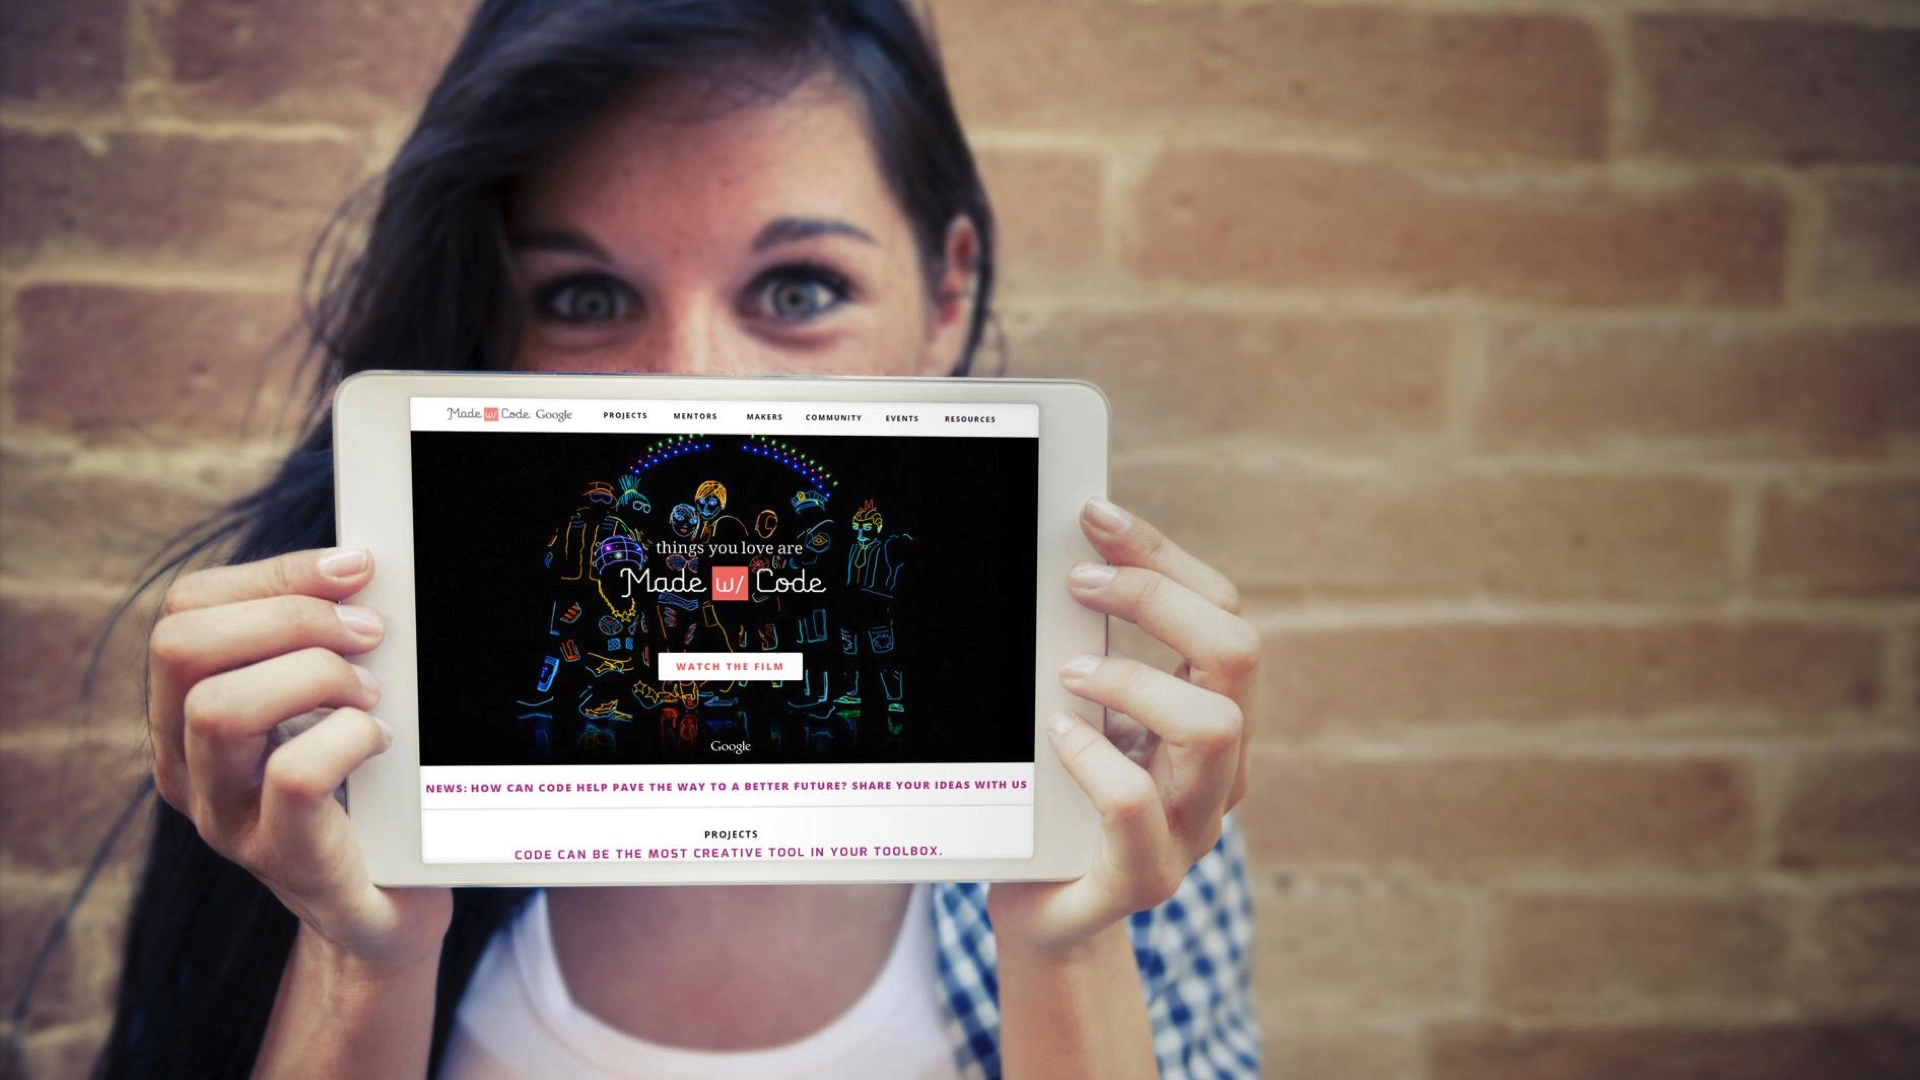 Made w/ Code Google PROJECTS MENTORS MAKERS COMMUNITY EVENTS RESOURCES
things you love are
Made w/ Code
WATCH THE FILM
Google
NEWS: HOW CAN CODE HELP PAVE THE WAY TO A BETTER FUTURE? SHARE YOUR IDEAS WITH US
PROJECTS
CODE CAN BE THE MOST CREATIVE TOOL IN YOUR TOOLBOX.